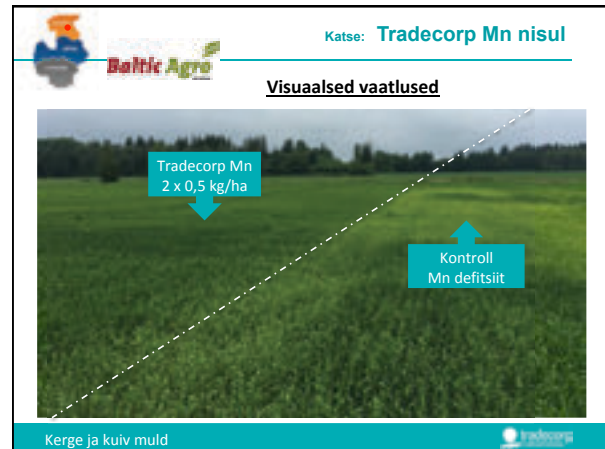 Katse: Tradecorp Mn nisul
Baltic Agro
Visuaalsed vaatlused
Tradecorp Mn
2 x 0,5 kg/ha
Kontroll
Mn defitsiit
Kerge ja kuiv muld
tradecorp